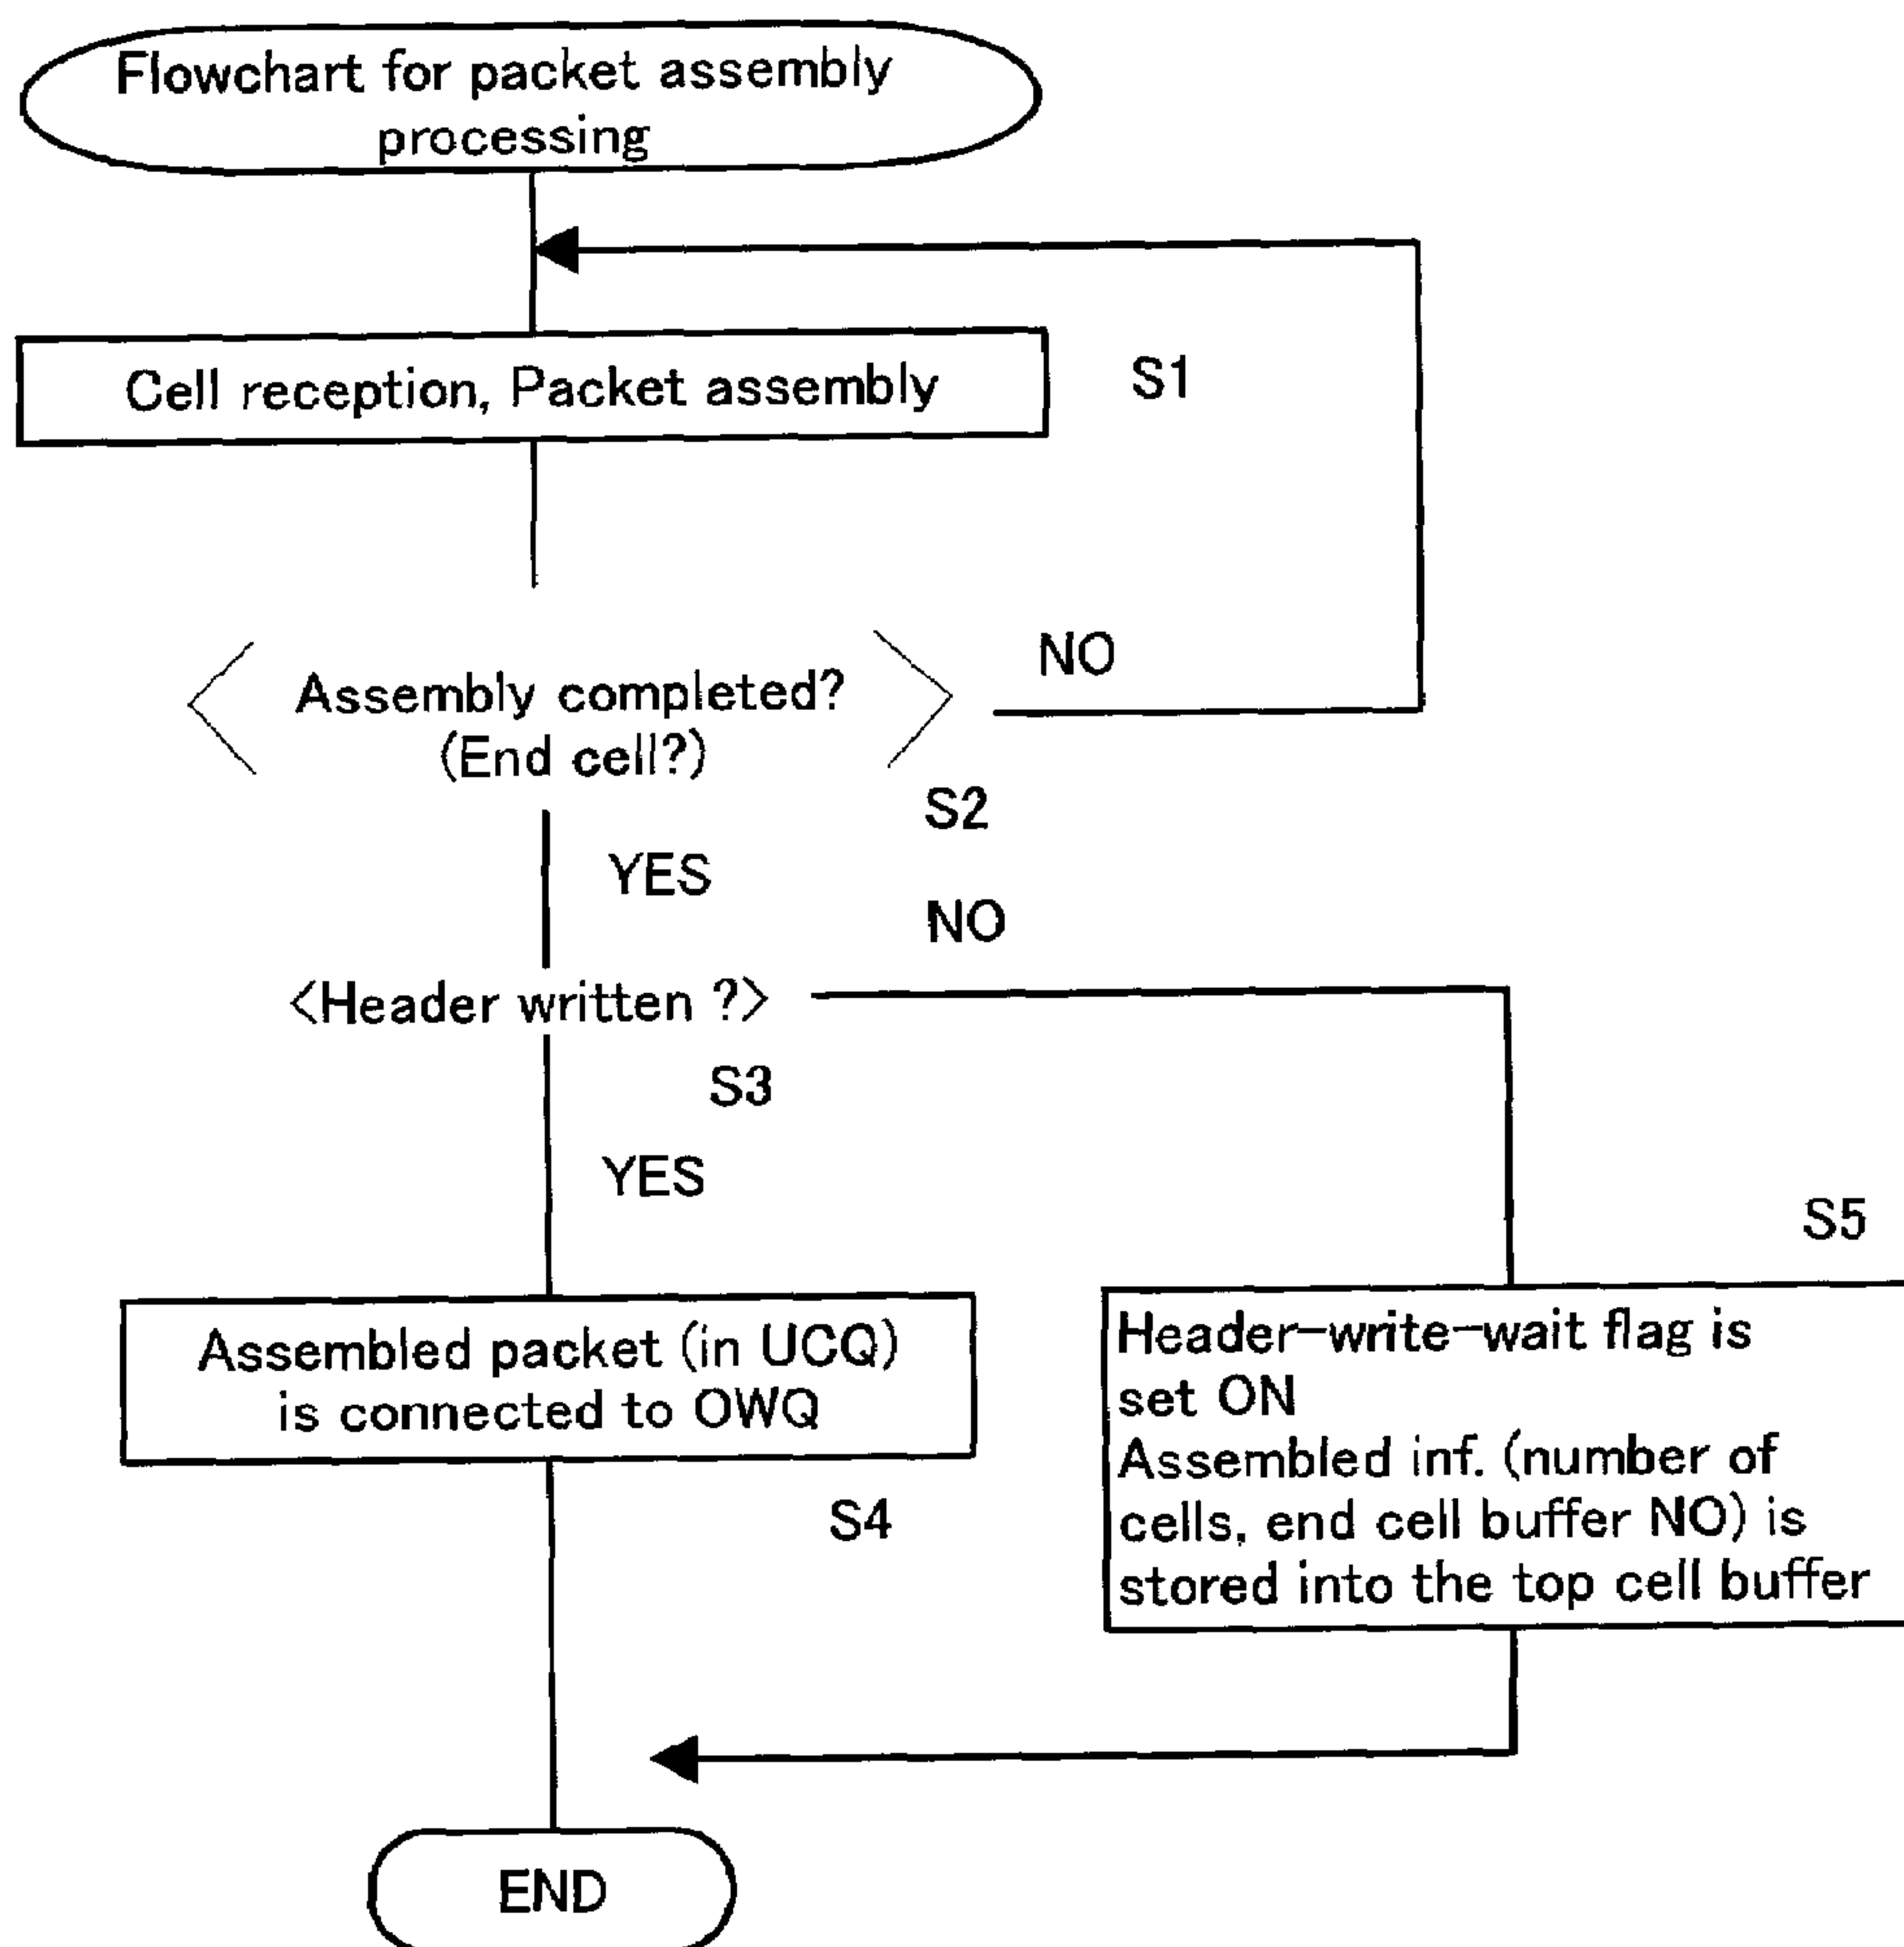 Flowchart for packet assembly
processing
Cell reception, Packet assembly
S1
Assembly completed?
(End cell?)
NO
S2
YES
NO
<Header written ?>
S3
YES
S5
Assembled packet (in UCQ)
is connected to OWQ
S4
Header-write-wait flag is
set ON
Assembled inf. (number of
cells, end cell buffer NO) is
stored into the top cell buffer
END